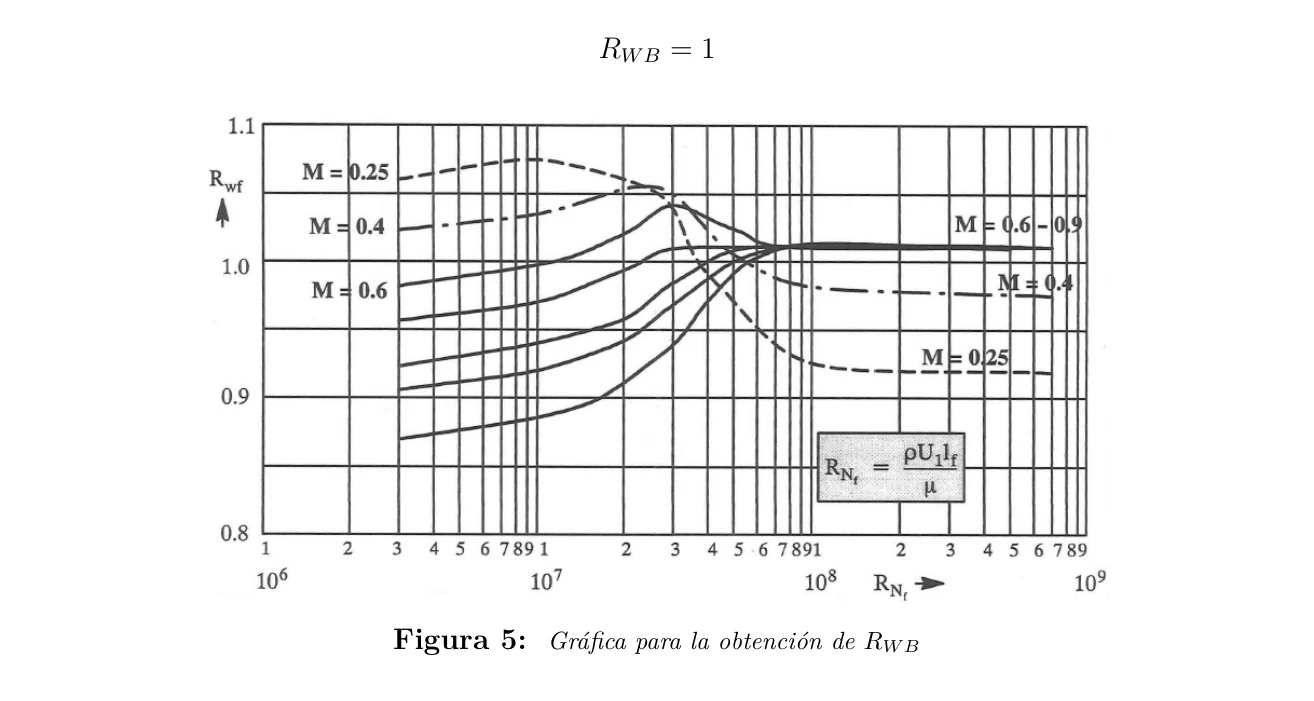 R_{WB} = 1
1.1
M = 0.25
R_{wf}
M = 0.4
M = 0.6 – 0.9
1.0
M = 0.6
M = 0.4
M = 0.25
0.9
R_{N_f} = ρU_1l_f / μ
0.8
1 2 3 4 5 6 7 8 9 1 2 3 4 5 6 7 8 9 1 2 3 4 5 6 7 8 9
10^6 10^7 10^8 R_{N_f} 10^9
Figura 5: Gráfica para la obtención de R_{WB}